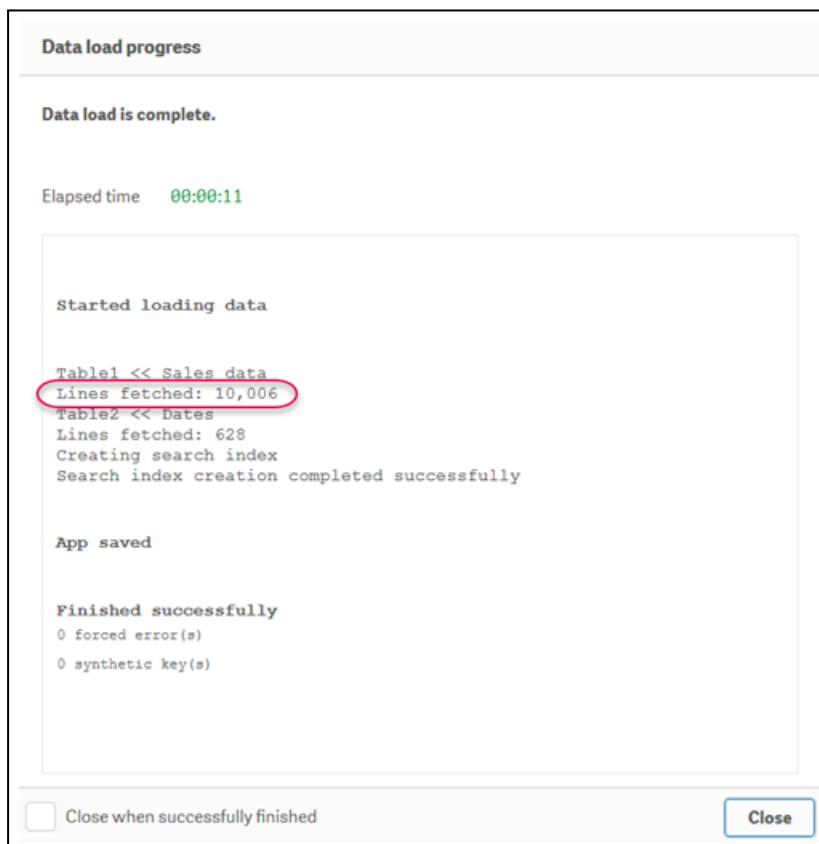 Data load progress
Data load is complete.
Elapsed time 00:00:11
Started loading data
Table1 << Sales data
Lines fetched: 10,006
Table2 << Dates
Lines fetched: 628
Creating search index
Search index creation completed successfully
App saved
Finished successfully
0 forced error(s)
0 synthetic key(s)
Close when successfully finished
Close